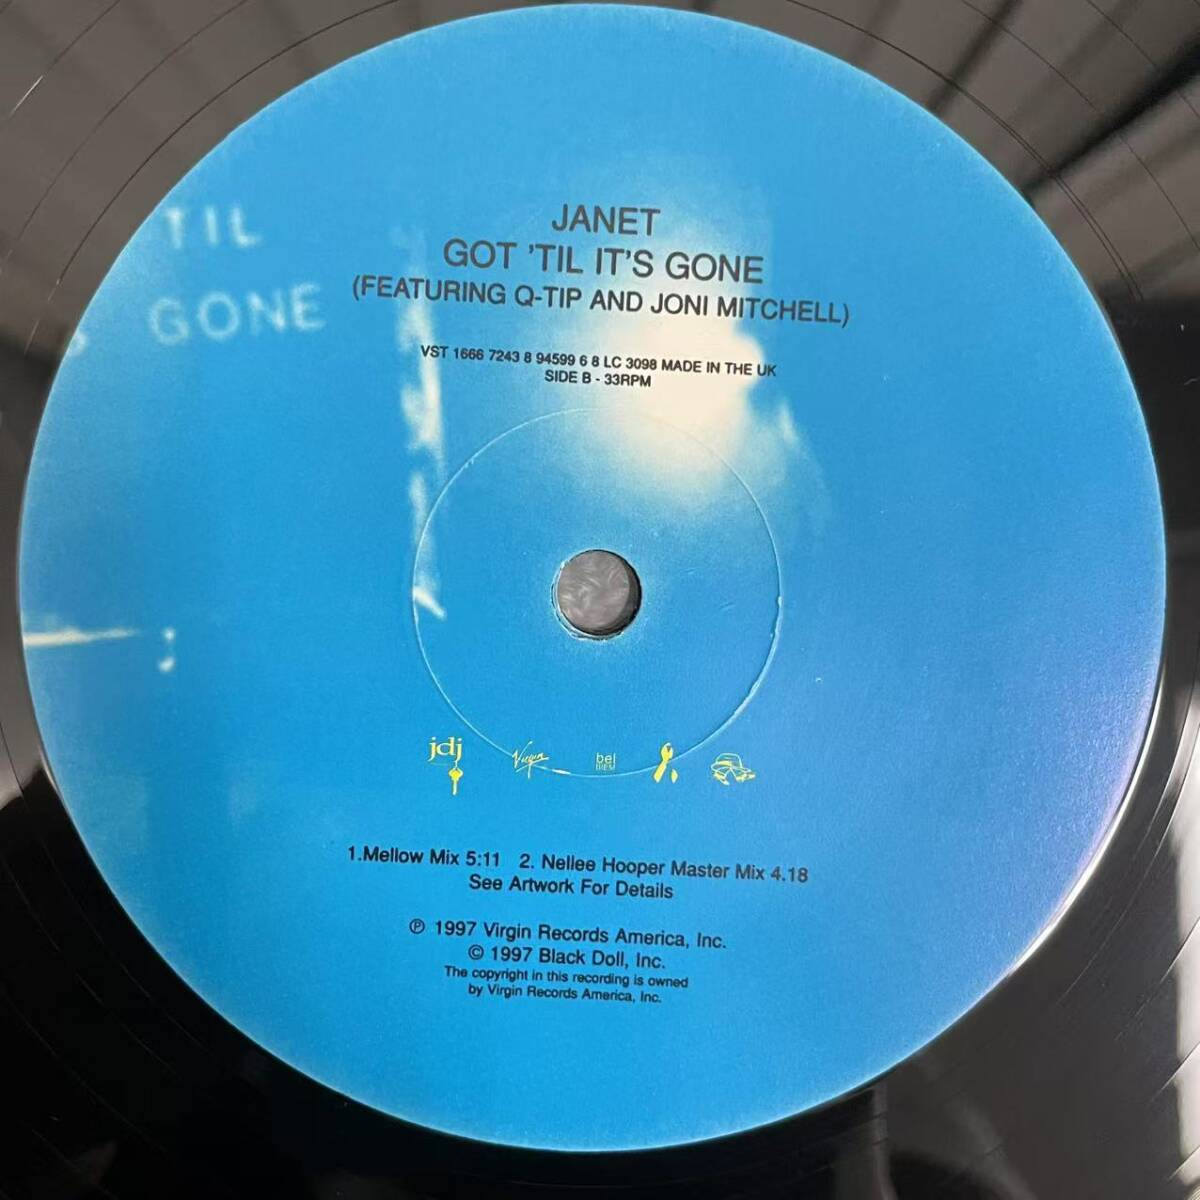 JANET
GOT 'TIL IT'S GONE
(FEATURING Q-TIP AND JONI MITCHELL)
TIL
S GONE
VST 1666 7243 8 94599 6 8 LC 3098 MADE IN THE UK
SIDE B - 33RPM
jdj
Virgin
bel
BIEM
1.Mellow Mix 5:11 2. Nellee Hooper Master Mix 4.18
See Artwork For Details
℗ 1997 Virgin Records America, Inc.
© 1997 Black Doll, Inc.
The copyright in this recording is owned
by Virgin Records America, Inc.